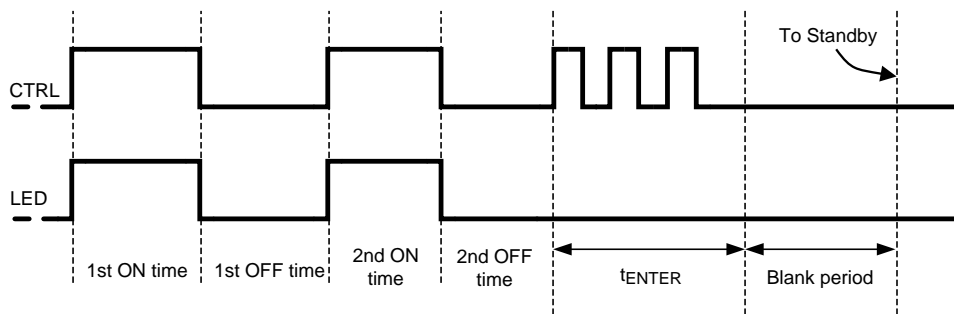 To Standby
CTRL
LED
1st ON time
1st OFF time
2nd ON
time
2nd OFF
time
tENTER
Blank period